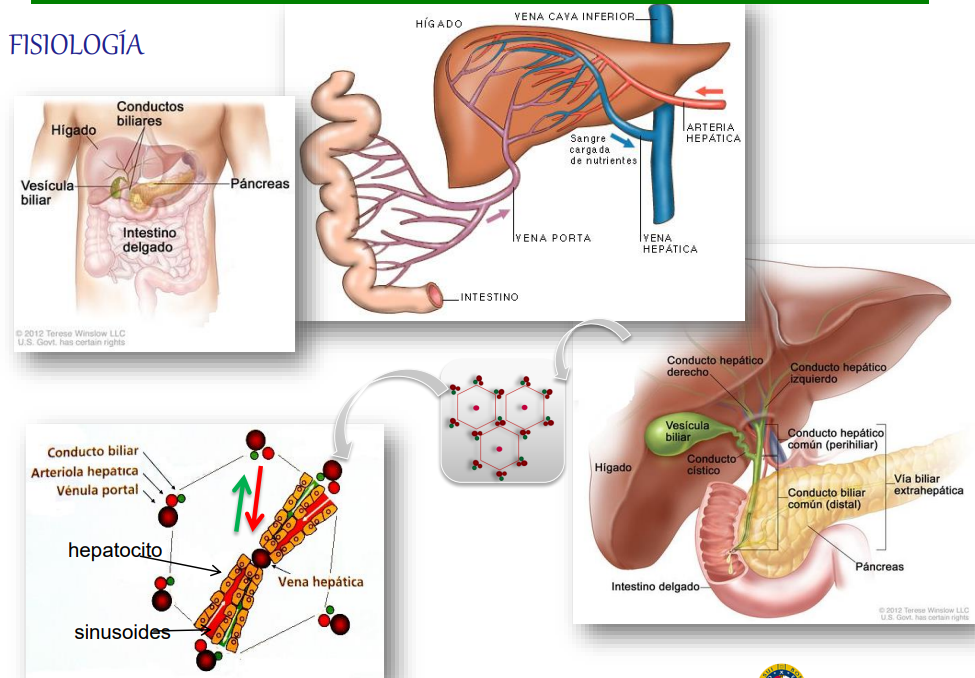 FISIOLOGÍA
HÍGADO
VENA CAVA INFERIOR
ARTERIA
HEPÁTICA
Sangre
cargada
de nutrientes
VENA PORTA
VENA
HEPÁTICA
INTESTINO
Conductos
biliares
Hígado
Vesícula
biliar
Páncreas
Intestino
delgado
© 2012 Terese Winslow LLC
U.S. Govt. has certain rights
Conducto hepático
derecho
Conducto hepático
izquierdo
Vesícula
biliar
Conducto
cístico
Conducto hepático
común (perihiliar)
Hígado
Vía biliar
extrahepática
Conducto biliar
común (distal)
Páncreas
Intestino delgado
© 2012 Terese Winslow LLC
U.S. Govt. has certain rights
Conducto biliar
Arteriola hepatica
Vénula portal
hepatocito
Vena hepática
sinusoides